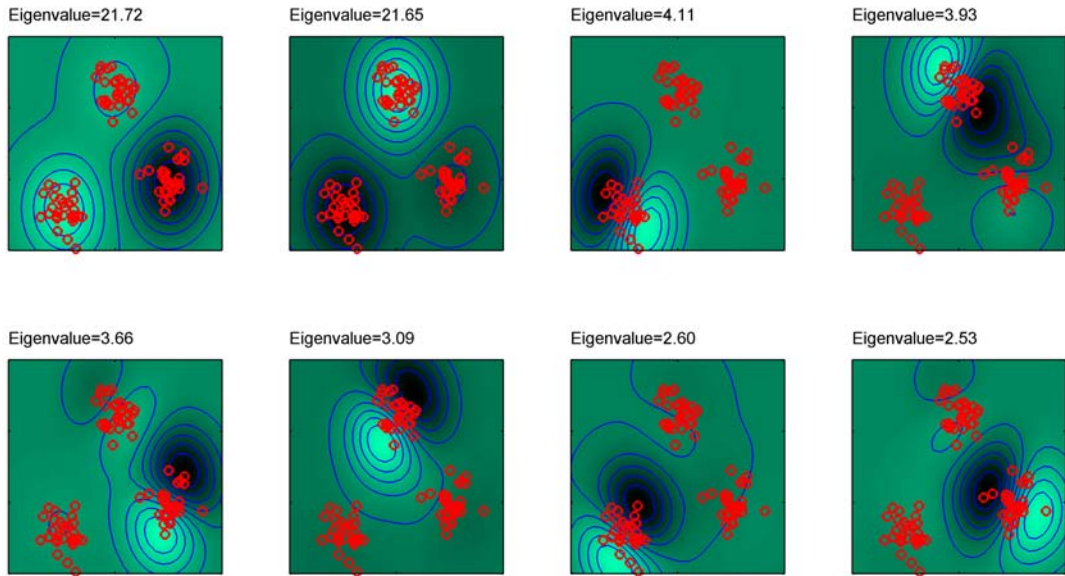 Eigenvalue=21.72
Eigenvalue=21.65
Eigenvalue=4.11
Eigenvalue=3.93
Eigenvalue=3.66
Eigenvalue=3.09
Eigenvalue=2.60
Eigenvalue=2.53